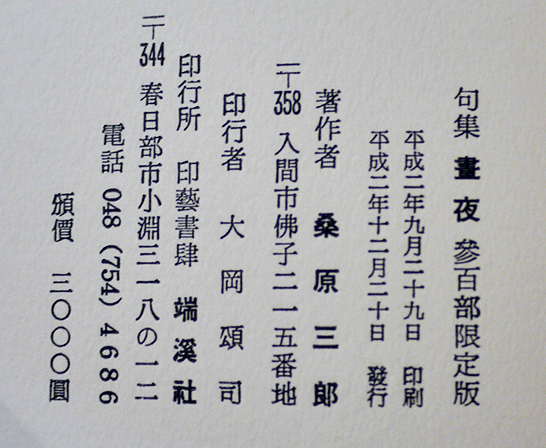 句集 晝夜 參百部限定版
平成二年九月二十九日 印刷
平成二年十二月二十日 發行
著作者 桑原三郎
〒358 入間市佛子二一五番地
印行者 大岡頌司
印行所 印藝書肆 端溪社
〒344 春日部市小淵三一八の一二
電話 048 (754) 4686
頒價 三〇〇〇圓